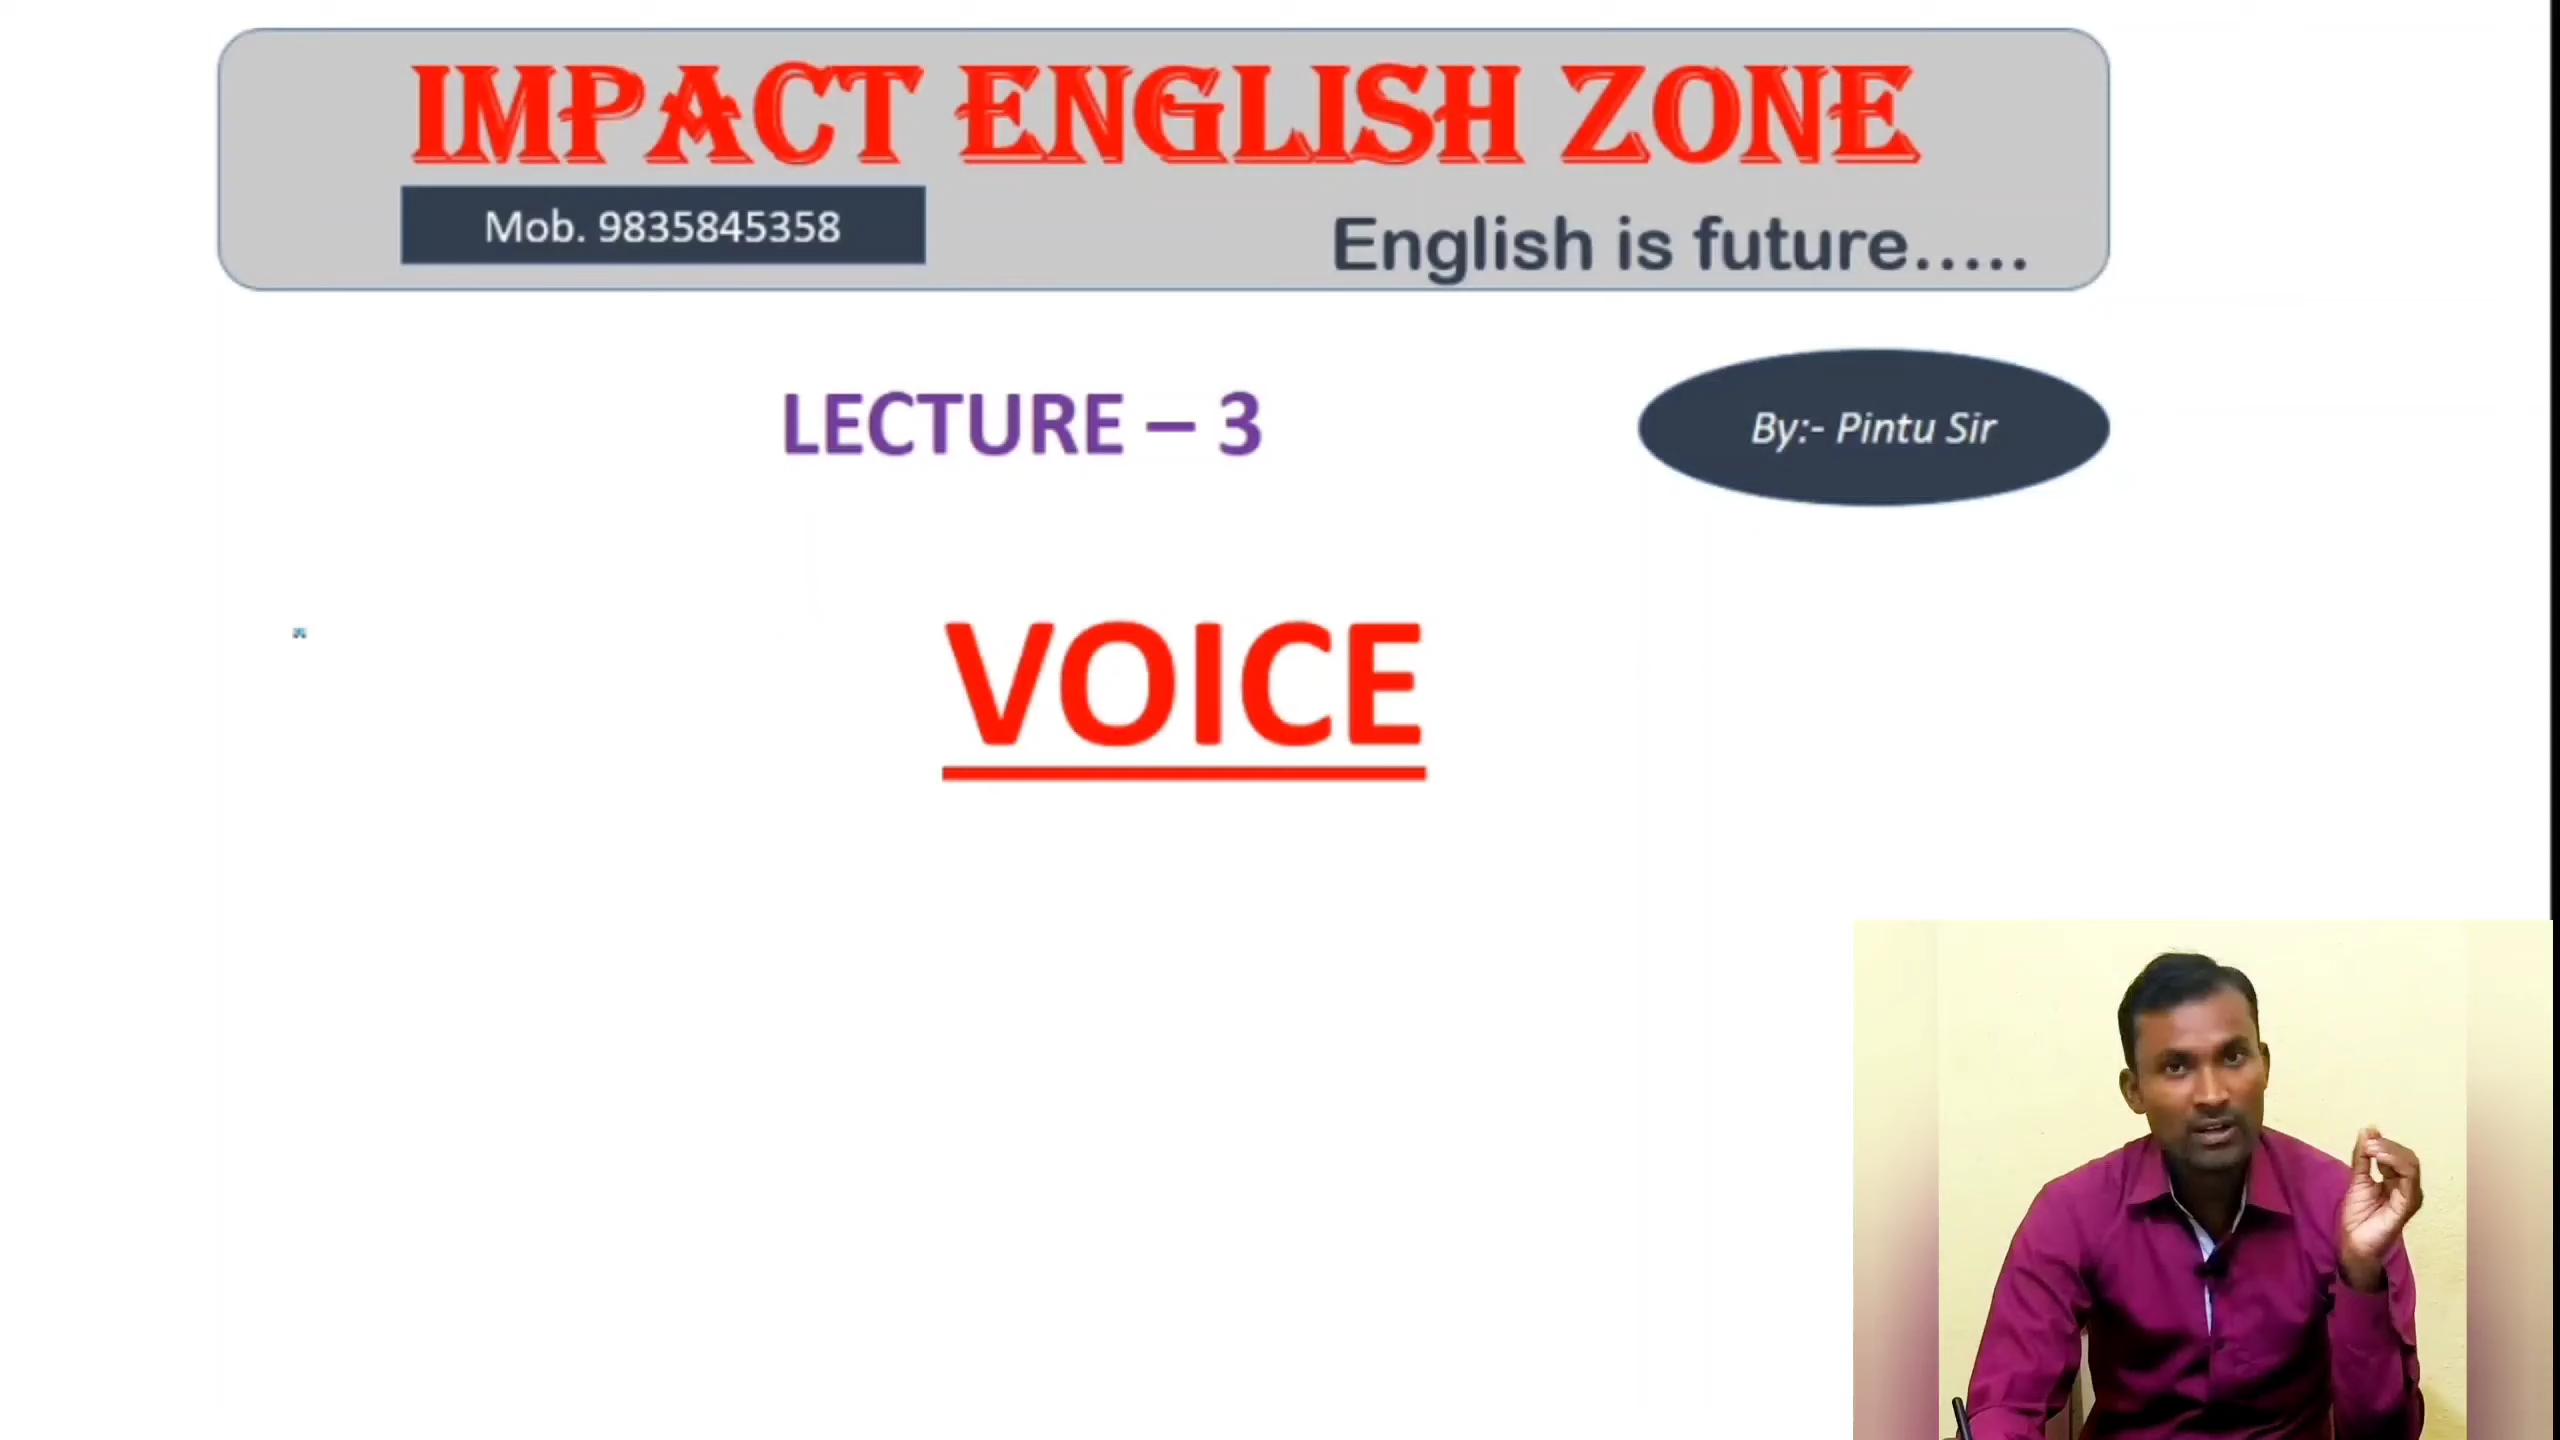 IMPACT ENGLISH ZONE
Mob. 9835845358
English is future.....
LECTURE – 3
By:- Pintu Sir
VOICE